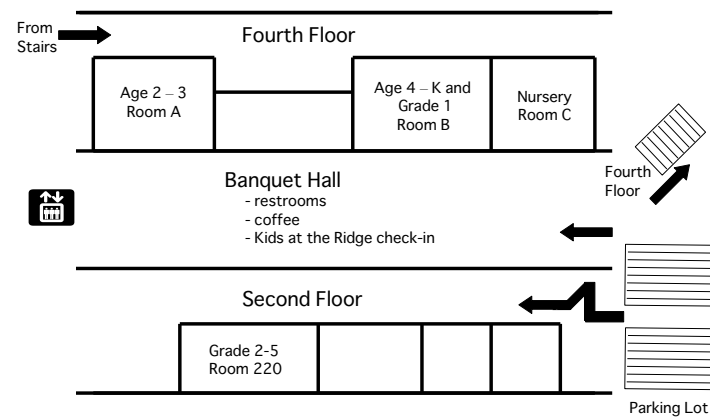 From
Stairs
Fourth Floor
Age 2 – 3
Room A
Age 4 – K and
Grade 1
Room B
Nursery
Room C
Fourth
Floor
Banquet Hall
- restrooms
- coffee
- Kids at the Ridge check-in
Second Floor
Grade 2-5
Room 220
Parking Lot